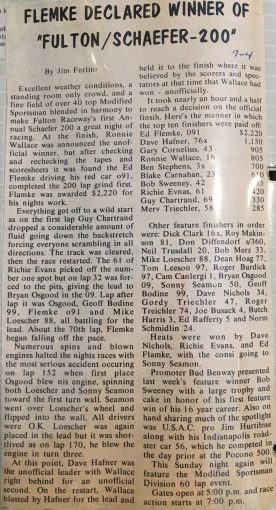 FLEMKE DECLARED WINNER OF
"FULTON/SCHAEFER-200"
7-4
By Jim Ferlito
Excellent weather conditions, a
standing room only crowd, and a
fine field of over 40 top Modified
Sportsman blended in harmony to
make Fulton Raceway's first An-
nual Schaefer 200 a great night of
racing. At the finish, Ronnie
Wallace was announced the unof-
ficial winner, but after checking
and rechecking the tapes and
scoresheets it was found the Ed
Flemke driving his red car 091,
completed the 200 lap grind first.
Flemke was awarded $2,220 for
his nights work.
Everything got off to a wild start
as on the first lap Guy Chartrand
dropped a considerable amount of
fluid going down the backstretch
forcing everyone scrambling in all
directions. The track was cleared,
then the race restarted. The 61 of
Richie Evans picked off the num-
ber one spot but on lap 32 was for-
ced to the pits, giving the lead to
Bryan Osgood in the 09. Lap after
lap it was Osgood, Geoff Bodine
99, Flemke o91 and Mike
Loescher 88, all battling for the
lead. About the 70th lap, Flemke
began falling off the pace.
Numerous spins and blown
engines halted the nights races with
the most serious accident occurring
on lap 152 when first place
Osgood blew his engine, spinning
both Loescher and Sonny Seamon
toward the first turn wall. Seamon
went over Loescher's wheel and
flipped into the wall. All drivers
were O.K. Loescher was again
placed in the lead but it was shor-
tlived as on lap 170, he blew the
engine in turn three.
At this point, Dave Hafner was
the unofficial leader with Wallace
right behind for an unofficial
second. On the restart, Wallace
blasted by Hafner for the lead and
held it to the finish where it was
believed by the scorers and spec-
tators at that time that Wallace had
won - unofficially.
It took nearly an hour and a half
to reach a decision on the official
finish. Here's the manner in which
the top ten finishers were paid off:
Ed Flemke, 091 $2,220
Dave Hafner, 76x 1,150
Gary Cornelius, 43 905
Ronnie Wallace, 16 805
Ben Stephens, 3x 700
Blake Carnahan, 23
Bob Sweeney, 42
Richie Evnas, 61 420
Guy Chartrand, 69 330
Merv Triechler, 58 285
Other feature finishers in order
were: Dick Clark 16x, Roy Makin-
son 81, Don Diffendorf s/360,
Neil Trusdall 20, Bob Merz 33,
Mike Loescher 88, Dean Hoag 77,
Tom Leeson 97, Roger Burdick
97, Cam Canlergi 1, Bryan Osgood
09, Sonny Seamon 50, Geoff
Bodine 99, Dave Nichols 34,
Gordy Triechler 47, Roger
Treichler 74, Joe Busack 4, Butch
Harris 3, Ed Rafferty 5 and Norm
Schmidlin 24.
Heats were won by Dave
Nichols, Richie Evans, and Ed
Flamke, with the consi going to
Sonny Seamon.
Promoter Bud Benway presented
last week's feature winner Bob
Sweeney with a large trophy and
cake in honor of his first feature
win of his 16 year career. Also on
hand sharing much of the spotlight
was U.S.A.C. pro Jim Hurtibise
along with his Indianapolis road-
ster car 56, which he competed in
the day prior at the Pocono 500.
This Sunday night again will
feature the Modified Sportsman
Division 60 lap event.
Gates open at 5:00 p.m. and race
action starts at 7:00 p.m.